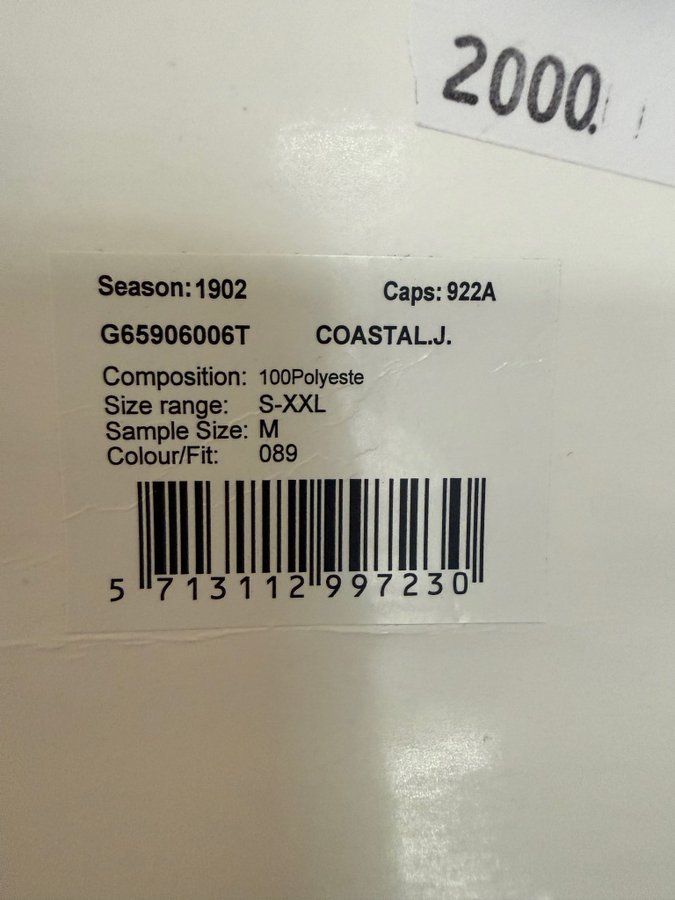 2000.
Season: 1902 Caps: 922A
G65906006T COASTAL.J.
Composition: 100Polyeste
Size range: S-XXL
Sample Size: M
Colour/Fit: 089
5 713112 997230